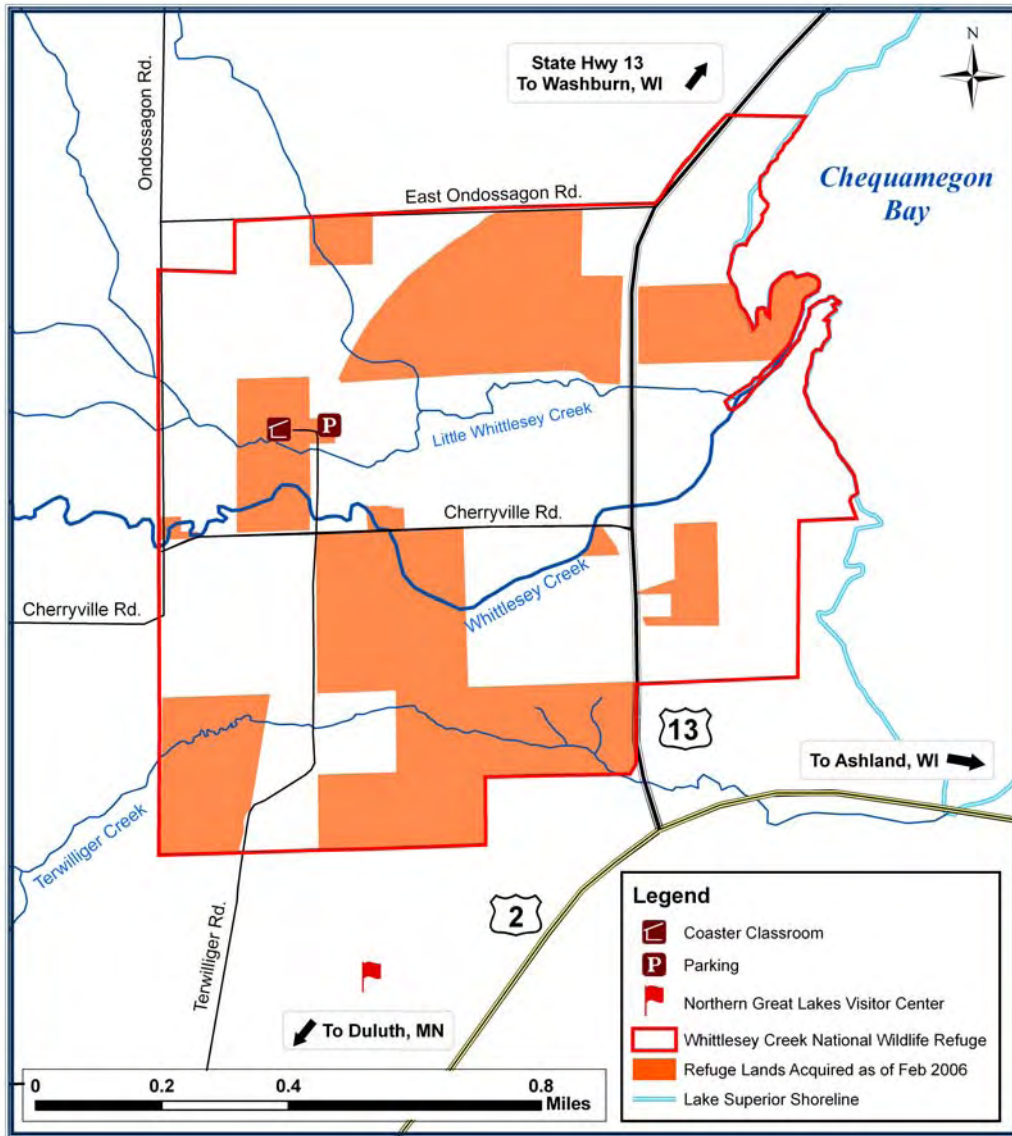 Ondossagon Rd.
State Hwy 13
To Washburn, WI
N
Chequamegon
Bay
East Ondossagon Rd.
P
Little Whittlesey Creek
Cherryville Rd.
Whittlesey Creek
Cherryville Rd.
13
To Ashland, WI
Terwilliger Creek
2
Terwilliger Rd.
To Duluth, MN
Legend
Coaster Classroom
P Parking
Northern Great Lakes Visitor Center
Whittlesey Creek National Wildlife Refuge
Refuge Lands Acquired as of Feb 2006
Lake Superior Shoreline
0 0.2 0.4 0.8
Miles